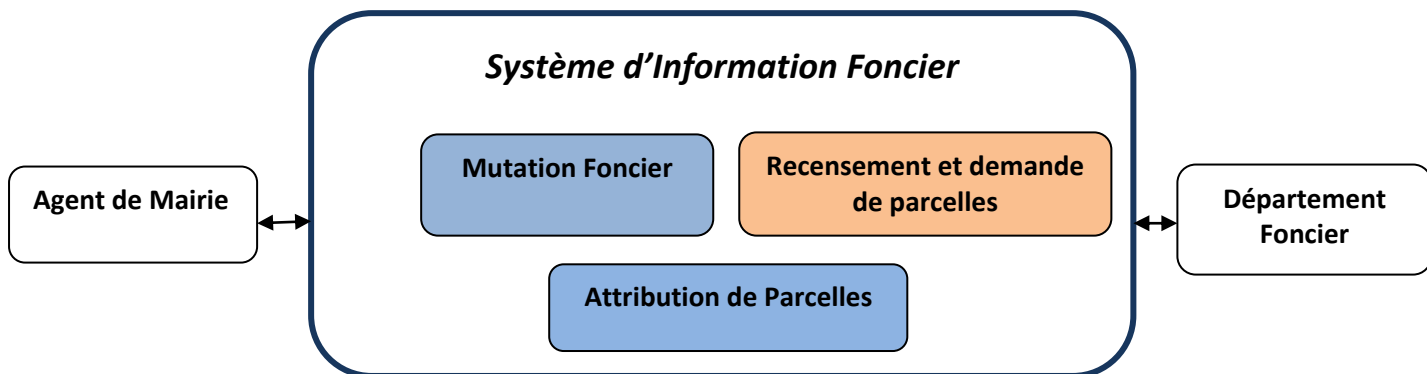 Système d’Information Foncier
Mutation Foncier
Recensement et demande
de parcelles
Agent de Mairie
Département
Foncier
Attribution de Parcelles